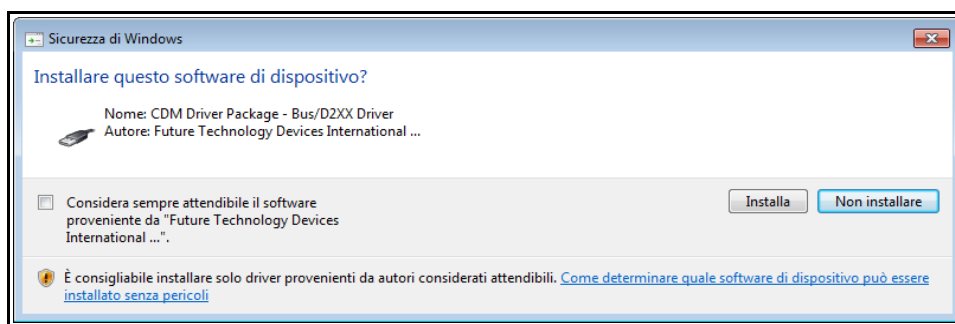 Sicurezza di Windows
Installare questo software di dispositivo?
Nome: CDM Driver Package - Bus/D2XX Driver
Autore: Future Technology Devices International ...
Considera sempre attendibile il software
proveniente da "Future Technology Devices
International ...".
Installa
Non installare
È consigliabile installare solo driver provenienti da autori considerati attendibili. Come determinare quale software di dispositivo può essere
installato senza pericoli